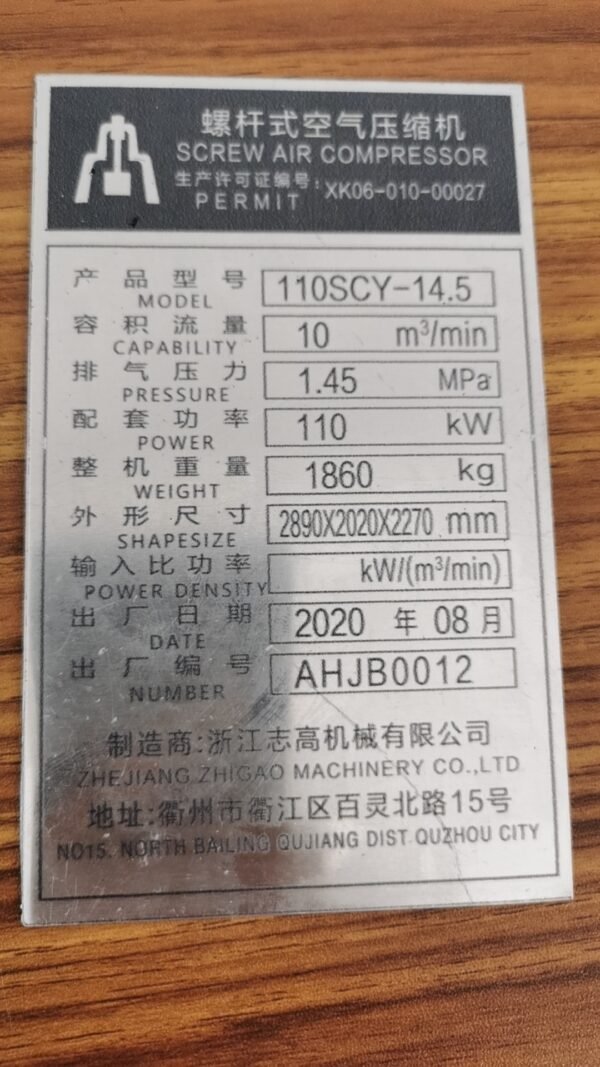 螺杆式空气压缩机
SCREW AIR COMPRESSOR
生产许可证编号: XK06-010-00027
PERMIT
产品型号 110SCY-14.5
MODEL
容积流量 10 m³/min
CAPABILITY
排气压力 1.45 MPa
PRESSURE
配套功率 110 kW
POWER
整机重量 1860 kg
WEIGHT
外形尺寸 2890X2020X2270 mm
SHAPESIZE
输入比功率 kW/(m³/min)
POWER DENSITY
出厂日期 2020 年 08 月
DATE
出厂编号 AHJB0012
NUMBER
制造商:浙江志高机械有限公司
ZHEJIANG ZHIGAO MACHINERY CO.,LTD
地址:衢州市衢江区百灵北路15号
NO15. NORTH BAILING QUJIANG DIST QUZHOU CITY